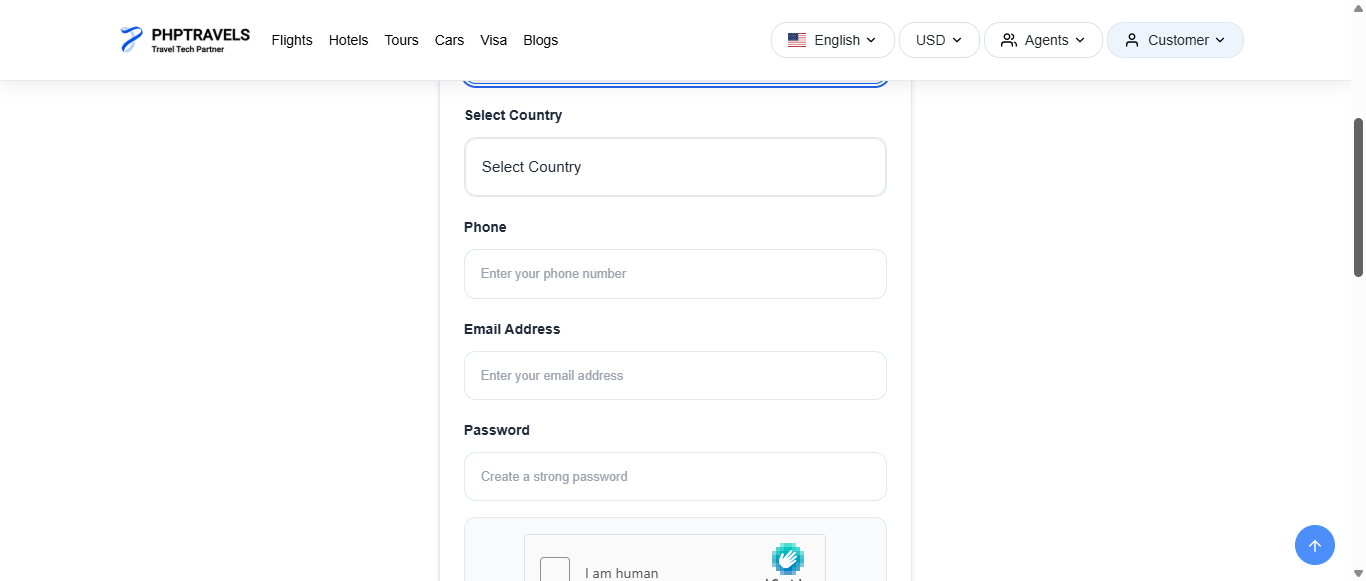 PHPTRAVELS
Travel Tech Partner
Flights Hotels Tours Cars Visa Blogs
English USD Agents Customer
Select Country
Select Country
Phone
Enter your phone number
Email Address
Enter your email address
Password
Create a strong password
I am human